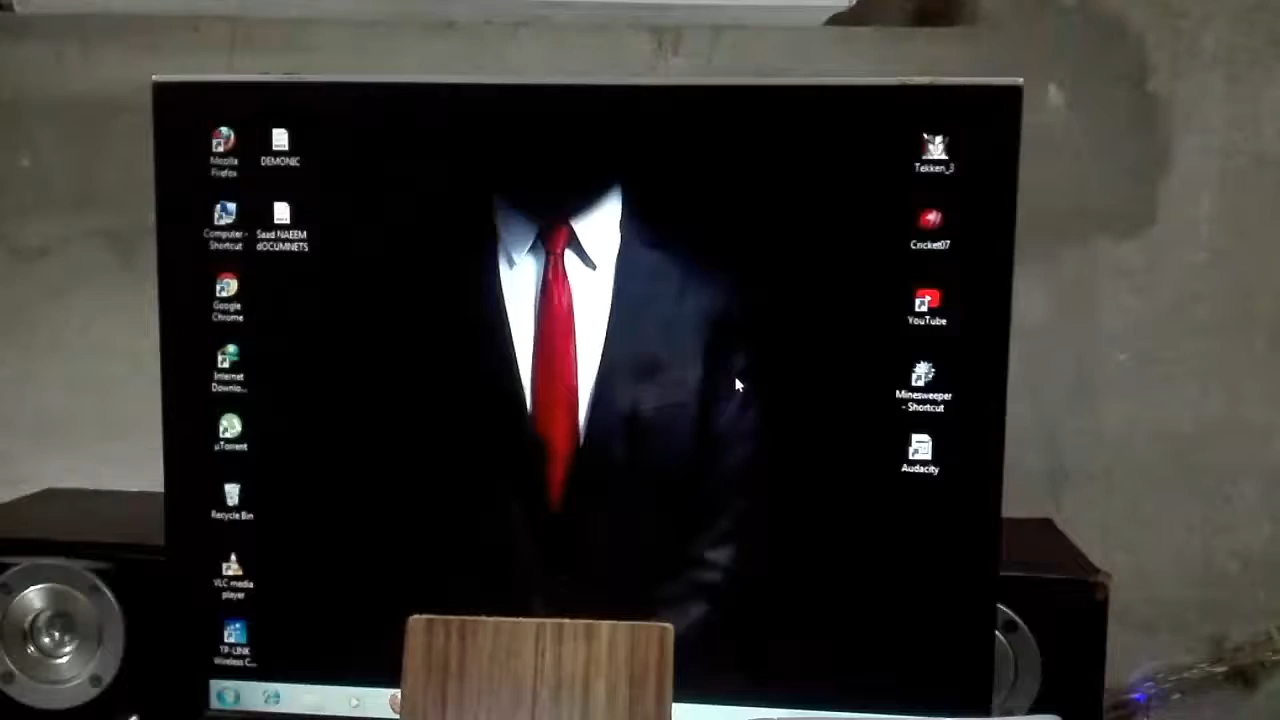 Mozilla
Firefox
DEMONIC
Computer -
Shortcut
Saad NAEEM
dOCUMNETS
Google
Chrome
Internet
Downlo...
µTorrent
Recycle Bin
VLC media
player
TP-LINK
Wireless C...
Tekken_3
Cricket07
YouTube
Minesweeper
- Shortcut
Audacity